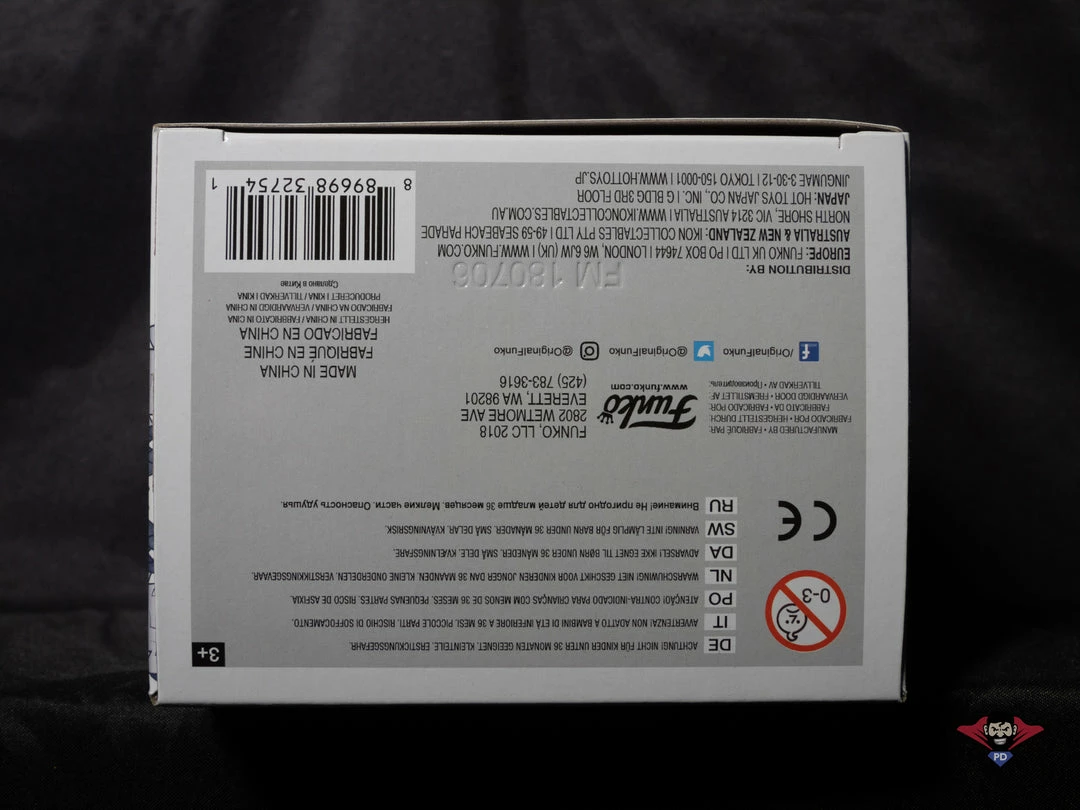 3+
0-3
DE ACHTUNG! NICHT FÜR KINDER UNTER 36 MONATEN GEEIGNET. KLEINTEILE. ERSTICKUNGSGEFAHR.
IT AVVERTENZA! NON ADATTO A BAMBINI DI ETÀ INFERIORE A 36 MESI. PICCOLE PARTI. RISCHIO DI SOFFOCAMENTO.
PO ATENÇÃO! CONTRA-INDICADO PARA CRIANÇAS COM MENOS DE 36 MESES. PEQUENAS PARTES. RISCO DE ASFIXIA.
NL WAARSCHUWING! NIET GESCHIKT VOOR KINDEREN JONGER DAN 36 MAANDEN. KLEINE ONDERDELEN. VERSTIKKINGSGEVAAR.
DA ADVARSEL! IKKE EGNET TIL BØRN UNDER 36 MÅNEDER. SMÅ DELE. KVÆLNINGSFARE.
SW VARNING! INTE LÄMPLIG FÖR BARN UNDER 36 MÅNADER. SMÅ DELAR. KVÄVNINGSRISK.
RU Внимание! Не пригодно для детей младше 36 месяцев. Мелкие части. Опасность удушья.
CE
MANUFACTURED BY • FABRIQUÉ PAR:
FABRICADO POR • HERGESTELLT DURCH:
FABRICATO DA • FABRICADO POR:
VERVAARDIGD DOOR • FREMSTILLET AF:
TILLVERKAD AV • Производитель:
Funko
www.funko.com
FUNKO, LLC 2018
2802 WETMORE AVE
EVERETT, WA 98201
(425) 783-3616
/OriginalFunko @OriginalFunko @OriginalFunko
MADE IN CHINA
FABRIQUÉ EN CHINE
FABRICADO EN CHINA
HERGESTELLT IN CHINA / FABBRICATO IN CINA
FABRICADO NA CHINA / VERVAARDIGD IN CHINA
PRODUCERET I KINA / TILLVERKAD I KINA
Сделано в Китае
DISTRIBUTION BY:
FM 180706
EUROPE: FUNKO UK LTD | PO BOX 74644 | LONDON, W6 6JW (UK) | WWW.FUNKO.COM
AUSTRALIA & NEW ZEALAND: IKON COLLECTABLES PTY LTD | 49-59 SEABEACH PARADE
NORTH SHORE, VIC 3214 AUSTRALIA | WWW.IKONCOLLECTABLES.COM.AU
JAPAN: HOT TOYS JAPAN CO., INC. | G BLDG 3RD FLOOR
JINGUMAE 3-30-12 | TOKYO 150-0001 | WWW.HOTTOYS.JP
8 89698 32754 1
PD